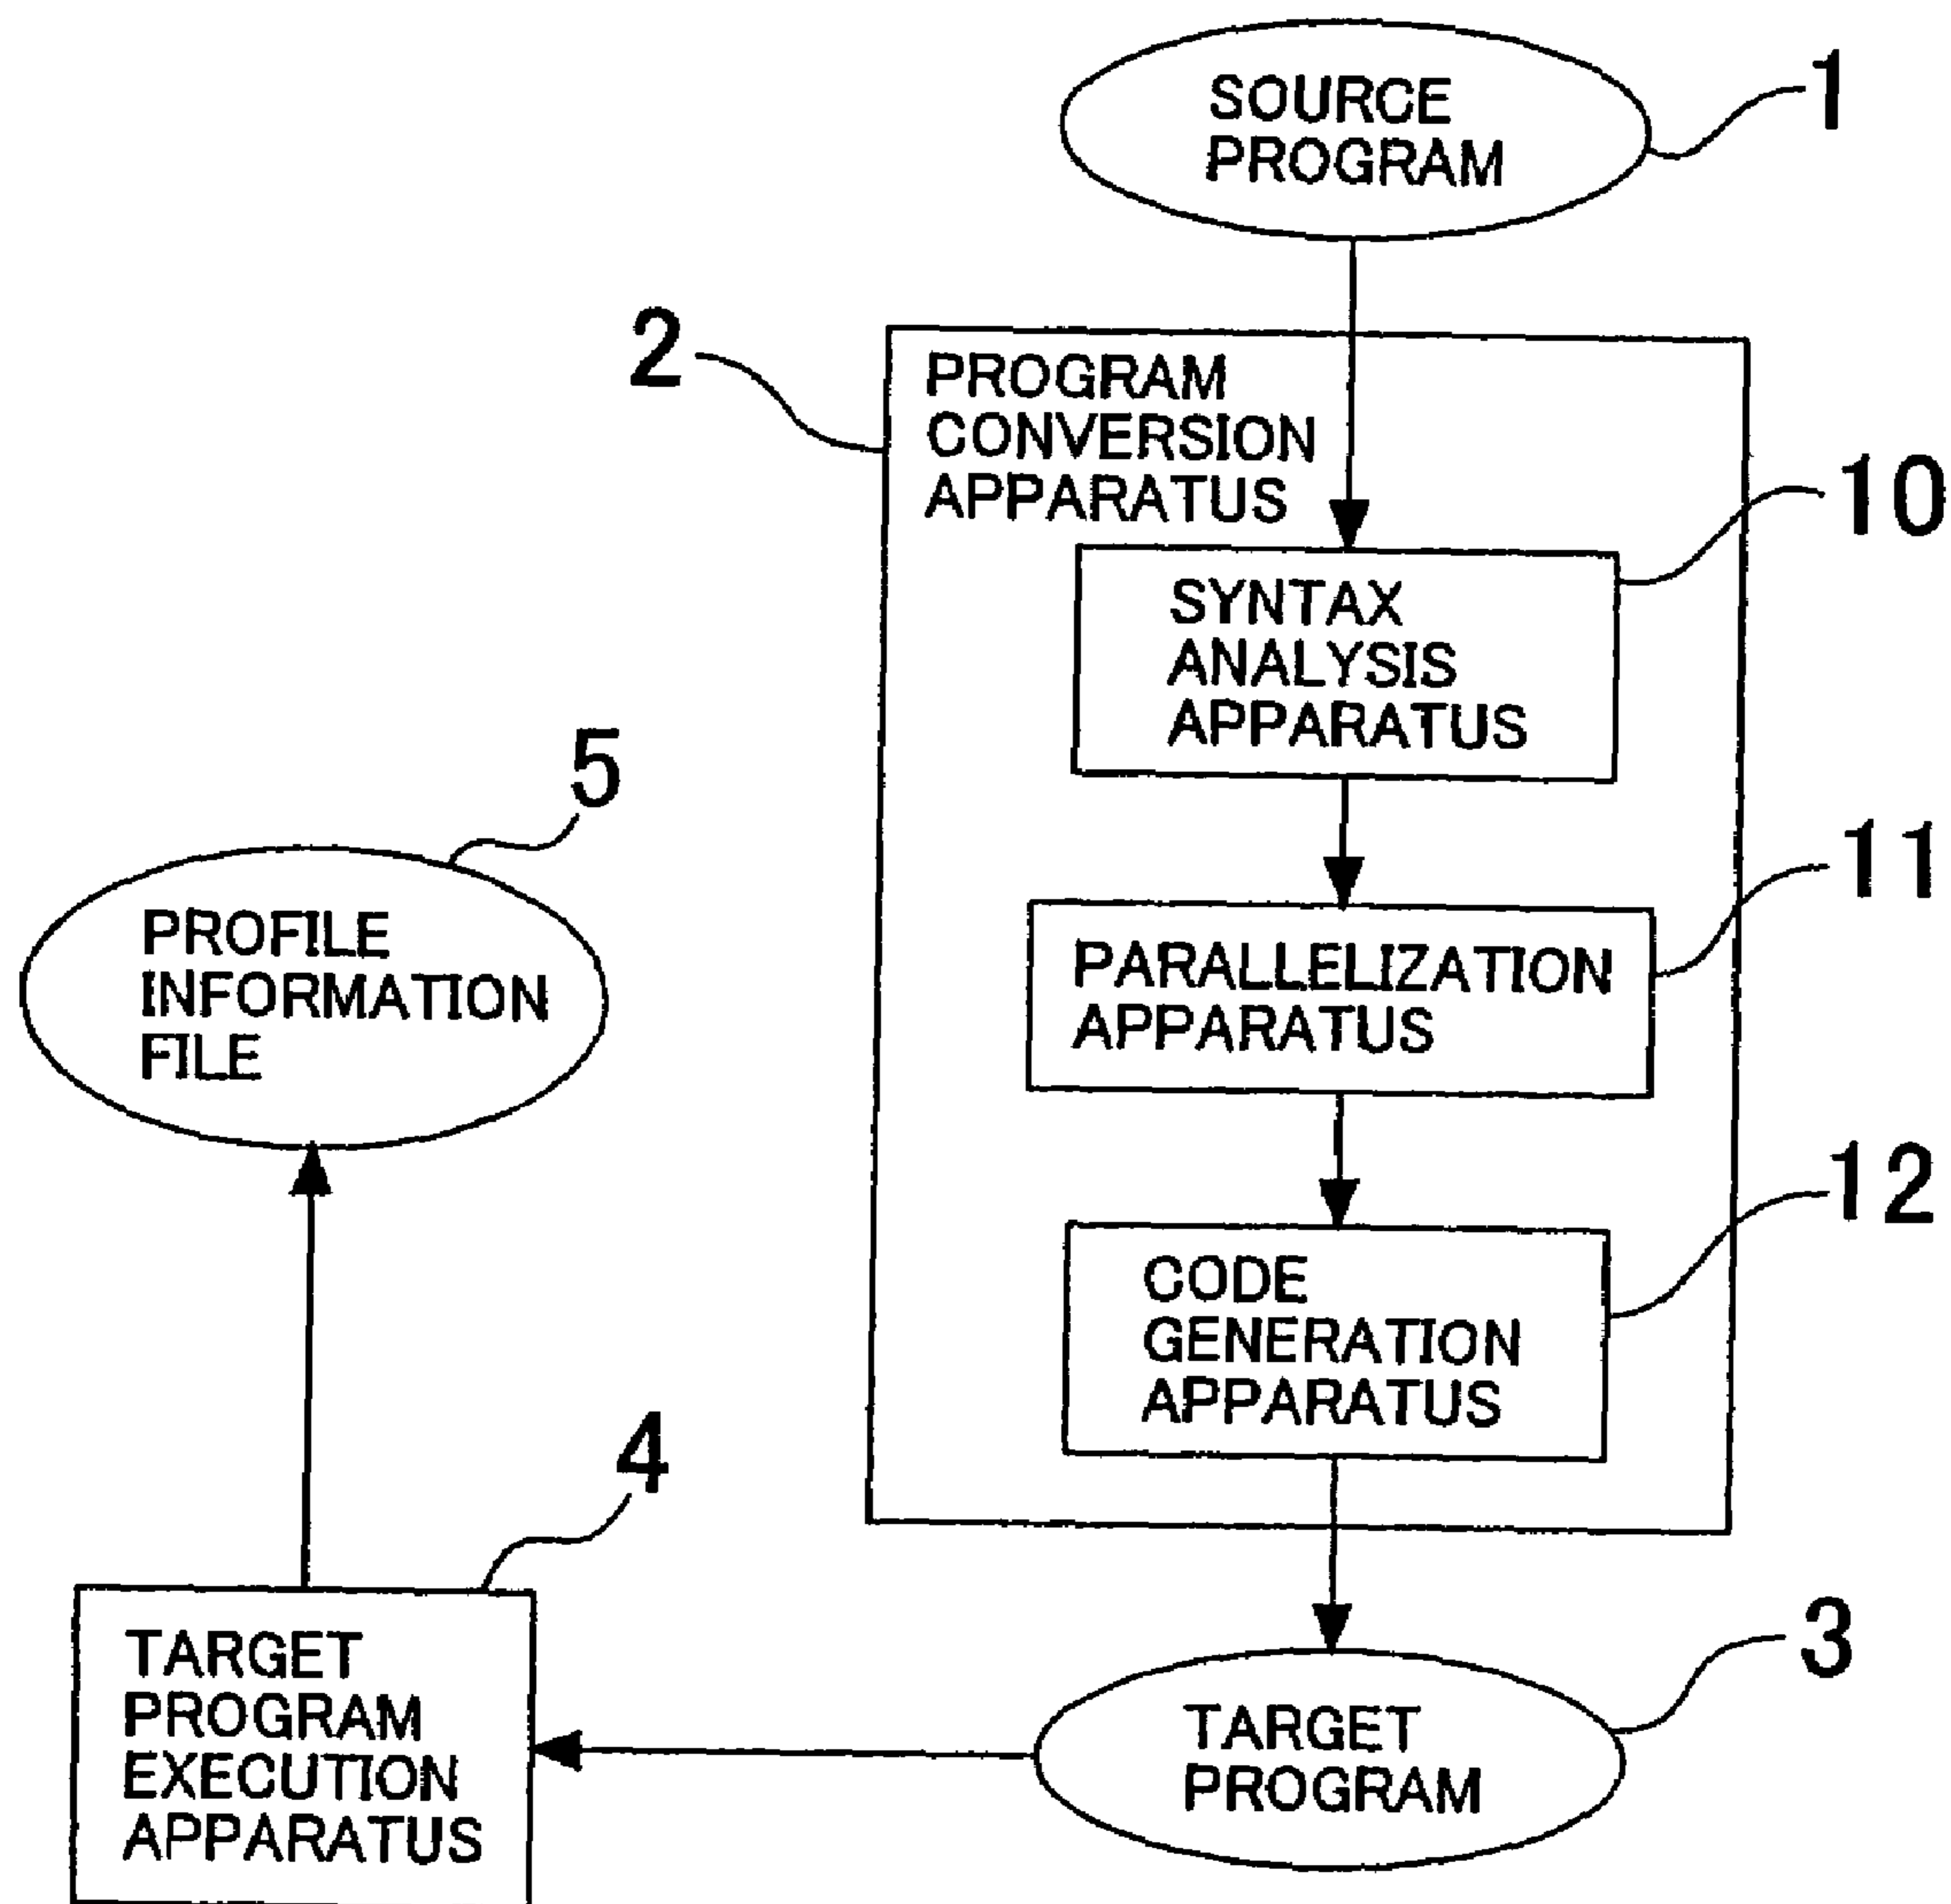 SOURCE
PROGRAM
1
2
PROGRAM
CONVERSION
APPARATUS
10
SYNTAX
ANALYSIS
APPARATUS
5
PROFILE
INFORMATION
FILE
11
PARALLELIZATION
APPARATUS
12
CODE
GENERATION
APPARATUS
4
TARGET
PROGRAM
EXECUTION
APPARATUS
3
TARGET
PROGRAM